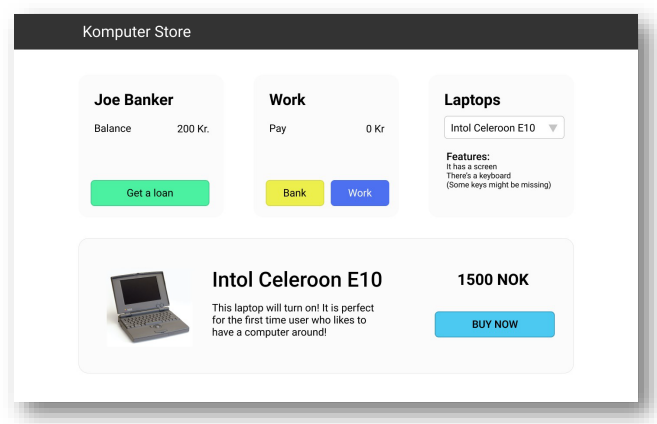 Komputer Store
Joe Banker
Balance 200 Kr.
Get a loan
Work
Pay 0 Kr
Bank Work
Laptops
Intol Celeroon E10
Features:
It has a screen
There's a keyboard
(Some keys might be missing)
Intol Celeroon E10
This laptop will turn on! It is perfect
for the first time user who likes to
have a computer around!
1500 NOK
BUY NOW